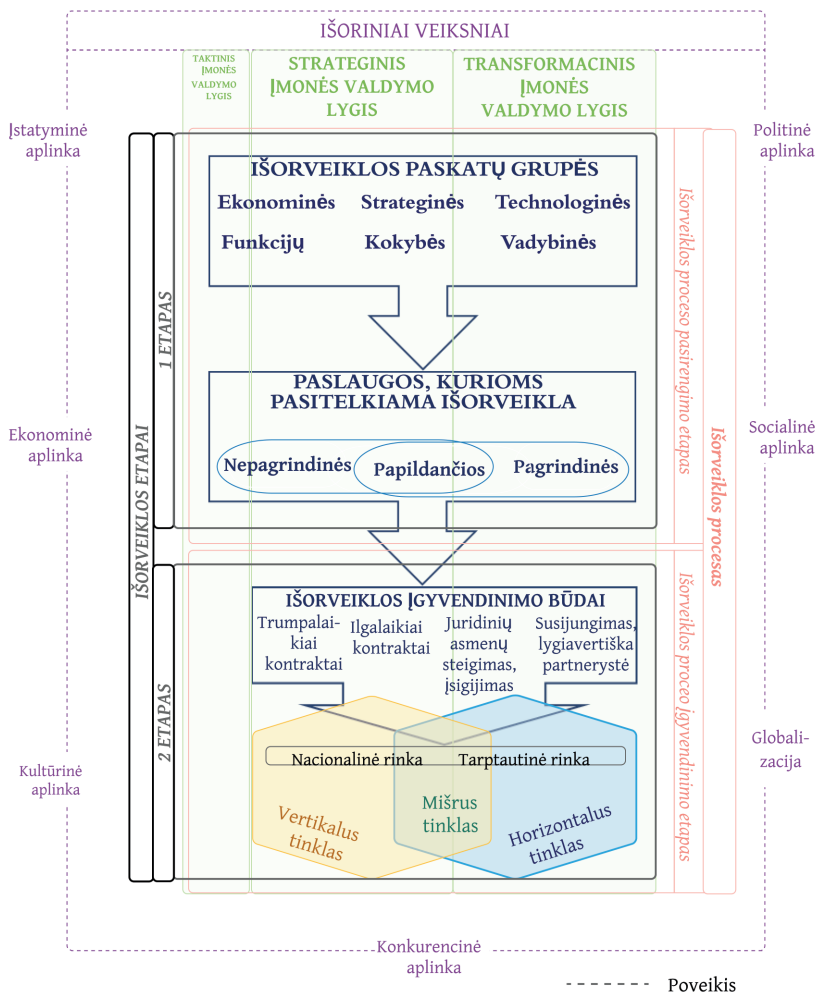 IŠORINIAI VEIKSNIAI
TAKTINIS
ĮMONĖS
VALDYMO
LYGIS
STRATEGINIS
ĮMONĖS VALDYMO
LYGIS
TRANSFORMACINIS
ĮMONĖS
VALDYMO LYGIS
Įstatyminė
aplinka
Politinė
aplinka
IŠORVEIKLOS PASKATŲ GRUPĖS
Ekonominės Strateginės Technologinės
Funkcijų Kokybės Vadybinės
1 ETAPAS
Išorveiklos proceso pasirengimo etapas
PASLAUGOS, KURIOMS
PASITELKIAMA IŠORVEIKLA
Nepagrindinės Papildančios Pagrindinės
Ekonominė
aplinka
Socialinė
aplinka
IŠORVEIKLOS ETAPAI
Išorveiklos procesas
IŠORVEIKLOS ĮGYVENDINIMO BŪDAI
Trumpalai-
kiai
kontraktai
Ilgalaikiai
kontraktai
Juridinių
asmenų
steigimas,
įsigijimas
Susijungimas,
lygiavertiška
partnerystė
2 ETAPAS
Išorveiklos proceo įgyvendinimo etapas
Nacionalinė rinka Tarptautinė rinka
Vertikalus
tinklas
Mišrus
tinklas
Horizontalus
tinklas
Kultūrinė
aplinka
Globali-
zacija
Konkurencinė
aplinka
Poveikis